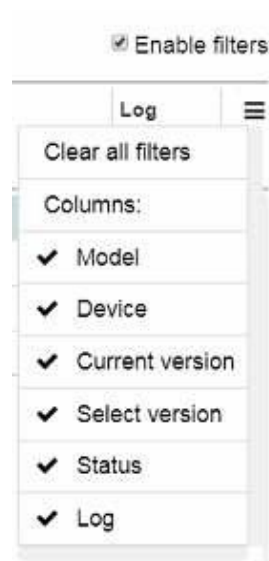 Enable filters
Log
Clear all filters
Columns:
Model
Device
Current version
Select version
Status
Log